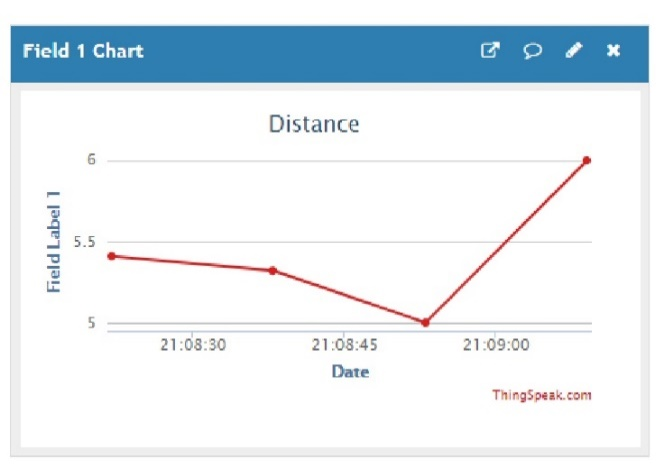 Field 1 Chart
Distance
6
5.5
5
Field Label 1
21:08:30 21:08:45 21:09:00
Date
ThingSpeak.com